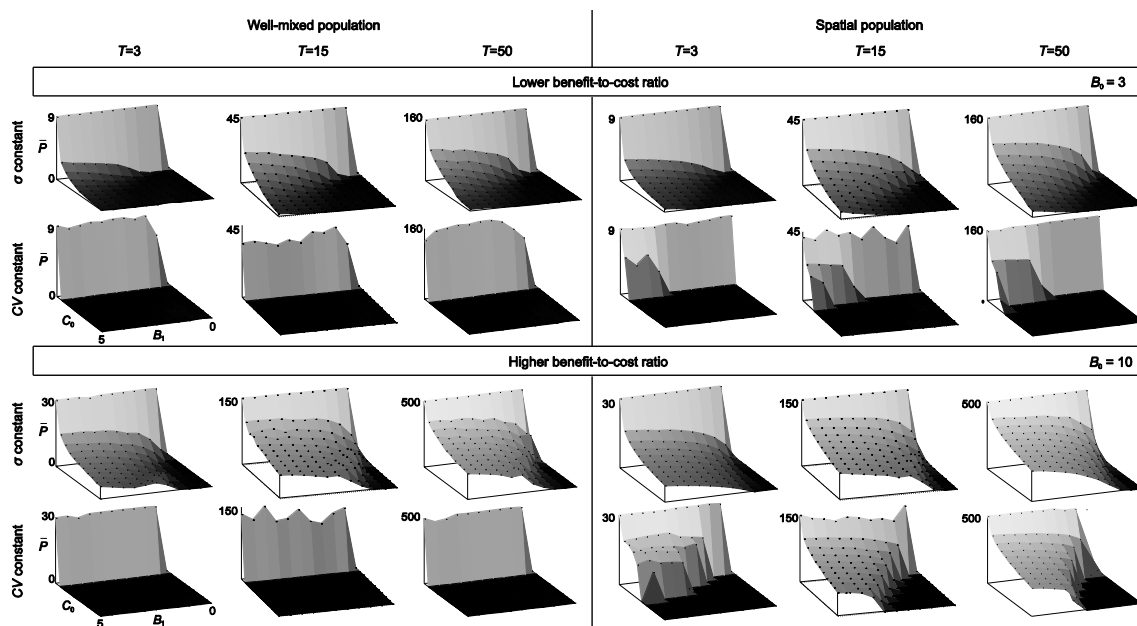 Well-mixed population Spatial population
T=3 T=15 T=50 T=3 T=15 T=50
Lower benefit-to-cost ratio B₀ = 3
σ constant P̄ 9 0 45 160 9 45 160
CV constant P̄ 9 0 45 160 9 45 160
C₀ 5 B₁ 0
Higher benefit-to-cost ratio B₀ = 10
σ constant P̄ 30 0 150 500 30 150 500
CV constant P̄ 30 0 150 500 30 150 500
C₀ 5 B₁ 0